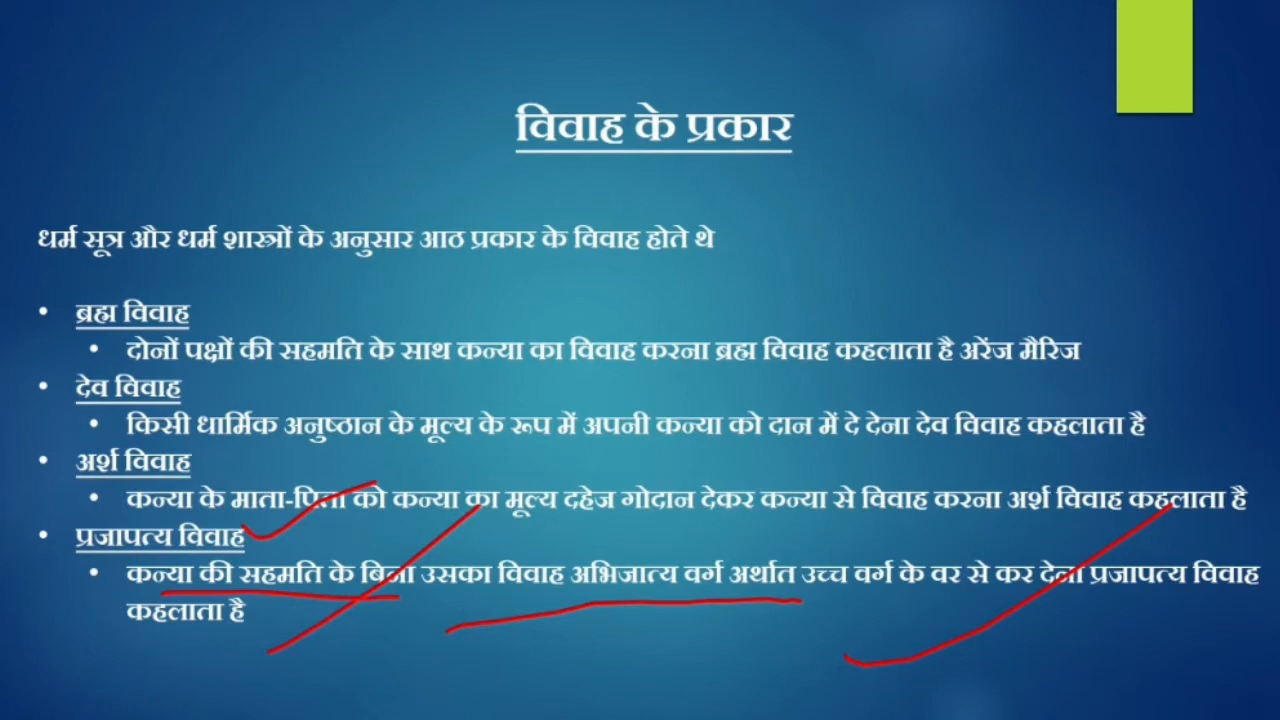 विवाह के प्रकार
धर्म सूत्र और धर्म शास्त्रों के अनुसार आठ प्रकार के विवाह होते थे
• ब्रह्म विवाह
• दोनों पक्षों की सहमति के साथ कन्या का विवाह करना ब्रह्म विवाह कहलाता है अरेंज मैरिज
• देव विवाह
• किसी धार्मिक अनुष्ठान के मूल्य के रूप में अपनी कन्या को दान में दे देना देव विवाह कहलाता है
• अर्श विवाह
• कन्या के माता-पिता को कन्या का मूल्य दहेज गोदान देकर कन्या से विवाह करना अर्श विवाह कहलाता है
• प्रजापत्य विवाह
• कन्या की सहमति के बिना उसका विवाह अभिजात्य वर्ग अर्थात उच्च वर्ग के वर से कर देना प्रजापत्य विवाह
कहलाता है